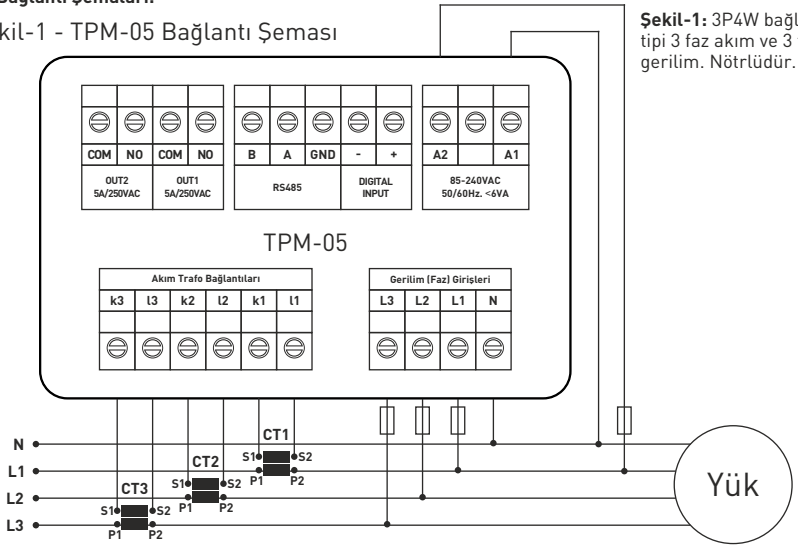 Bağlantı Şemaları:
kil-1 - TPM-05 Bağlantı Şeması
Şekil-1: 3P4W bağl
tipi 3 faz akım ve 3
gerilim. Nötrlüdür.
COM NO COM NO B A GND - + A2 A1
OUT2
5A/250VAC
OUT1
5A/250VAC
RS485
DIGITAL
INPUT
85-240VAC
50/60Hz. <6VA
TPM-05
Akım Trafo Bağlantıları
k3 l3 k2 l2 k1 l1
Gerilim (Faz) Girişleri
L3 L2 L1 N
N
CT1
S1 S2
L1
P1 P2
CT2
S1 S2
L2
P1 P2
CT3
S1 S2
L3
P1 P2
Yük